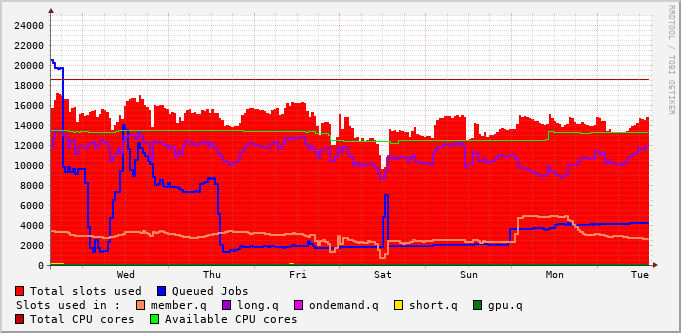 24000
22000
20000
18000
16000
14000
12000
10000
8000
6000
4000
2000
0
Wed Thu Fri Sat Sun Mon Tue
RRDTOOL / TOBI OETIKER
Total slots used Queued Jobs
Slots used in : member.q long.q ondemand.q short.q gpu.q
Total CPU cores Available CPU cores